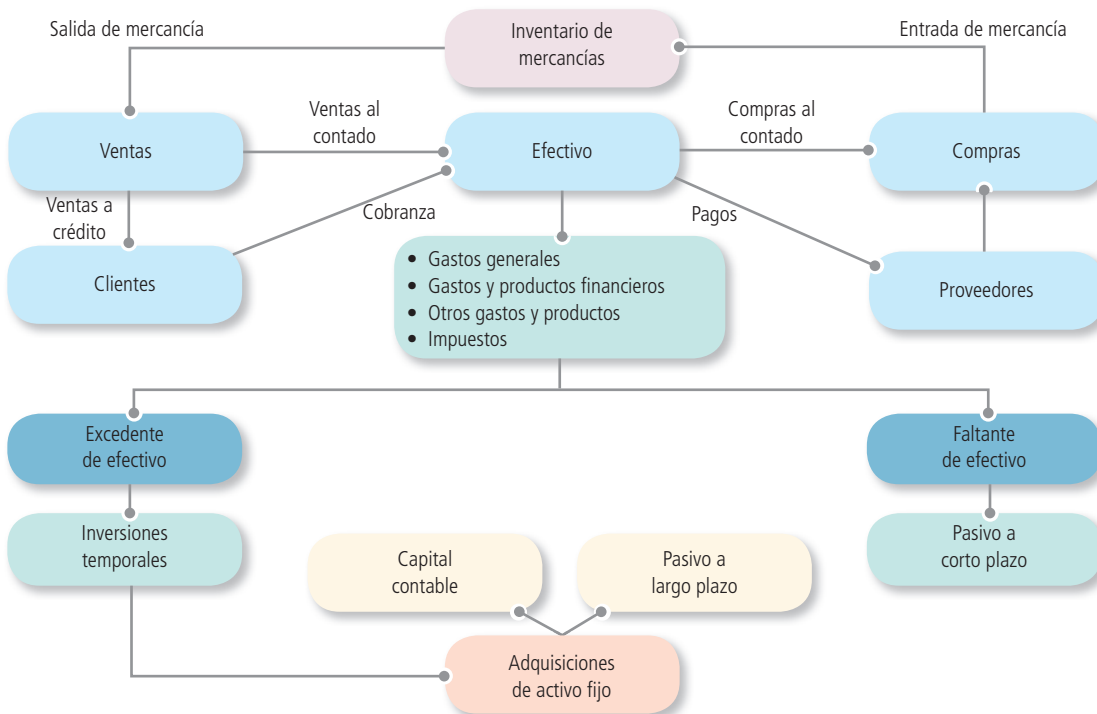 Salida de mercancía
Inventario de
mercancías
Entrada de mercancía
Ventas
Ventas al
contado
Efectivo
Compras al
contado
Compras
Ventas a
crédito
Cobranza
Pagos
Clientes
• Gastos generales
• Gastos y productos financieros
• Otros gastos y productos
• Impuestos
Proveedores
Excedente
de efectivo
Faltante
de efectivo
Inversiones
temporales
Capital
contable
Pasivo a
largo plazo
Pasivo a
corto plazo
Adquisiciones
de activo fijo